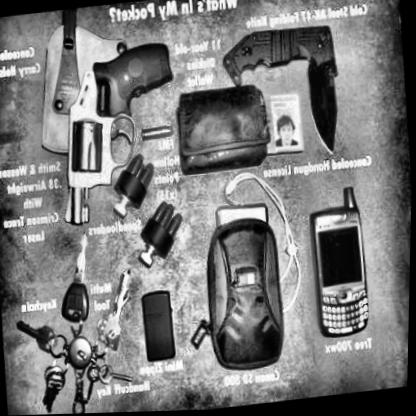 What's In My Pocket?
Cold Steel AK-47 Folding Knife
Concealed
Carry Holster
11 Year-old
Dickies
Wallet
Concealed Handgun License
FMJ
Hollow
Points
Smith & Wesson
.38 Airweight
With
Crimson Trace
Laser
Speedloaders
Multi
Tool
Keychain
Mini Zippo
Handcuff Key
Canon SD 800
Treo 700wx